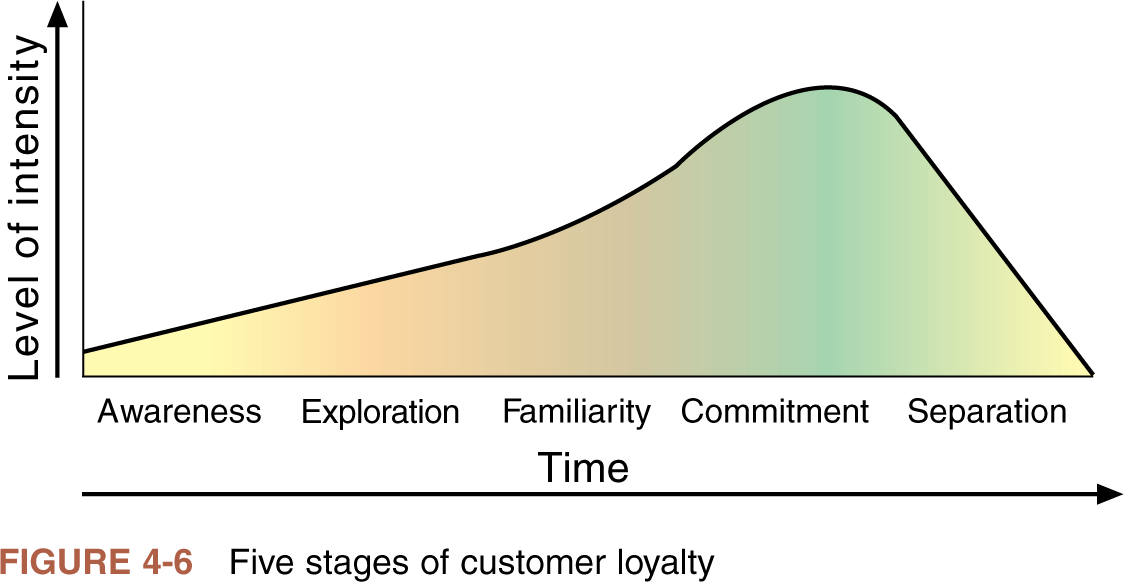 Level of intensity
Awareness Exploration Familiarity Commitment Separation
Time
FIGURE 4-6 Five stages of customer loyalty